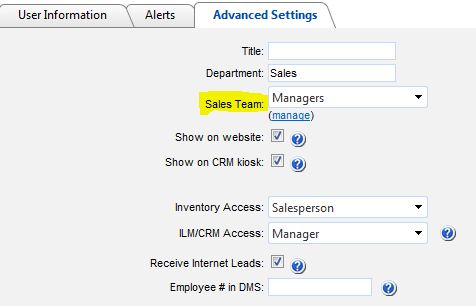 User Information Alerts Advanced Settings
Title:
Department: Sales
Sales Team: Managers
(manage)
Show on website: ?
Show on CRM kiosk: ?
Inventory Access: Salesperson
ILM/CRM Access: Manager ?
Receive Internet Leads: ?
Employee # in DMS: ?